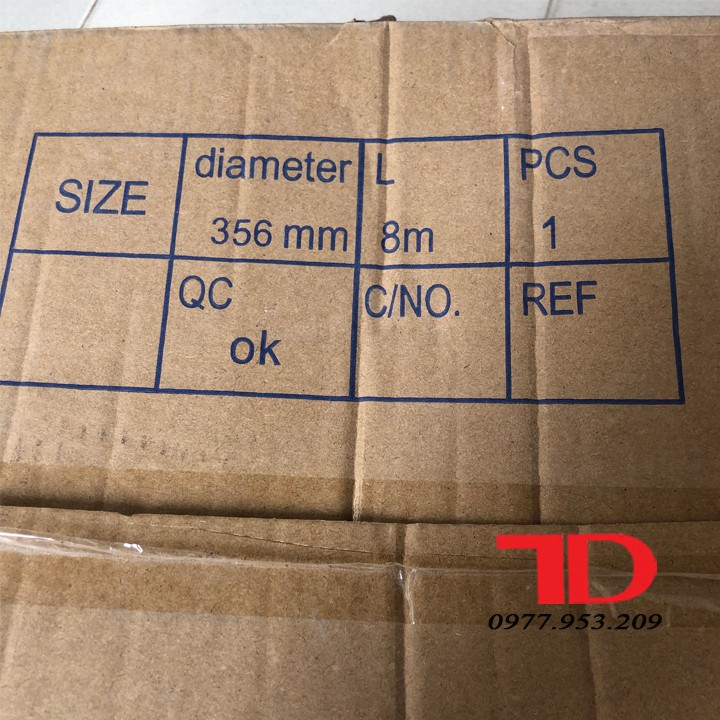 SIZE
diameter
356 mm
L
8m
PCS
1
QC
ok
C/NO.
REF
TD
0977.953.209